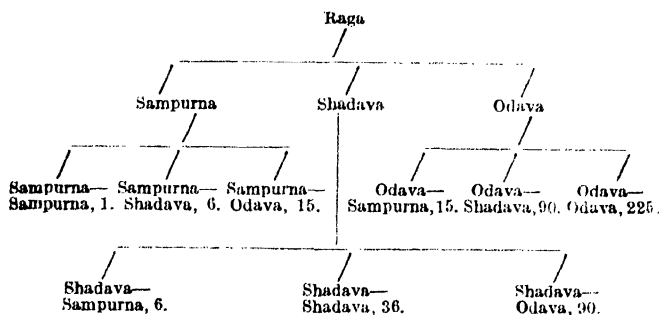 Raga
Sampurna Shadava Odava
Sampurna— Sampurna— Sampurna— Odava— Odava— Odava—
Sampurna, 1. Shadava, 6. Odava, 15. Sampurna, 15. Shadava, 90. Odava, 225.
Shadava— Shadava— Shadava—
Sampurna, 6. Shadava, 36. Odava, 90.